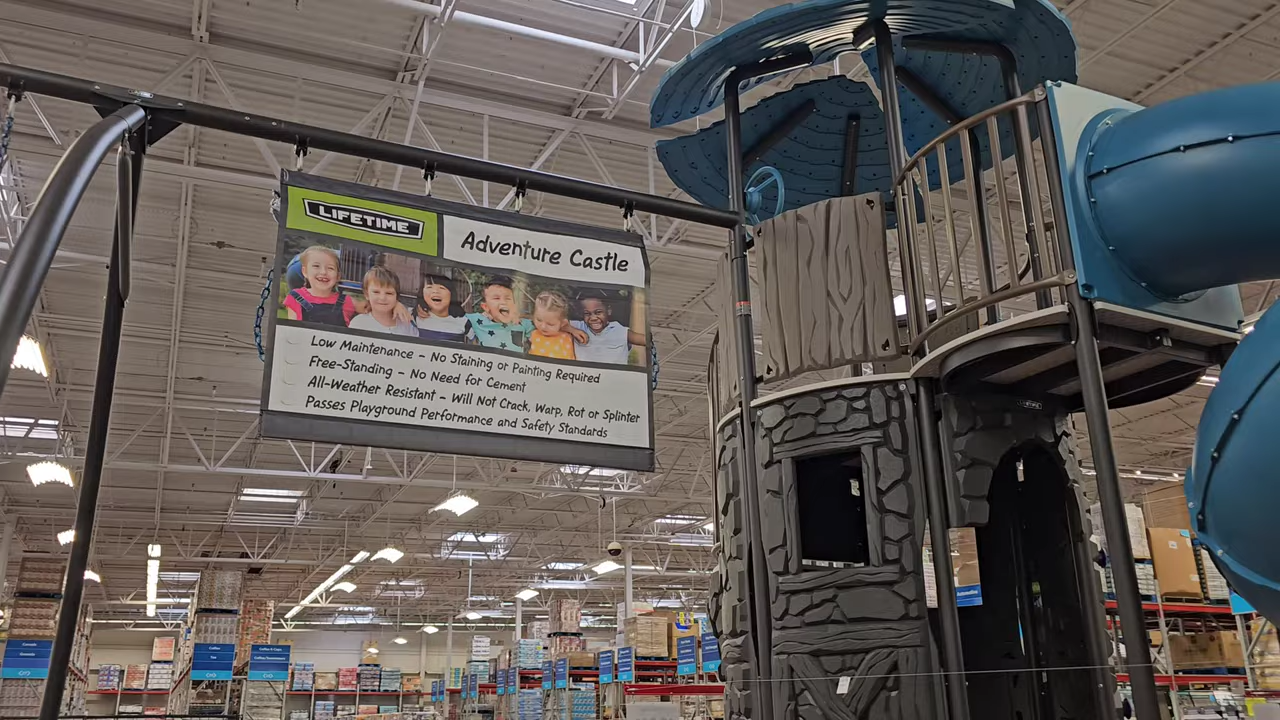 LIFETIME
Adventure Castle
Low Maintenance – No Staining or Painting Required
Free-Standing – No Need for Cement
All-Weather Resistant – Will Not Crack, Warp, Rot or Splinter
Passes Playground Performance and Safety Standards
Automotive